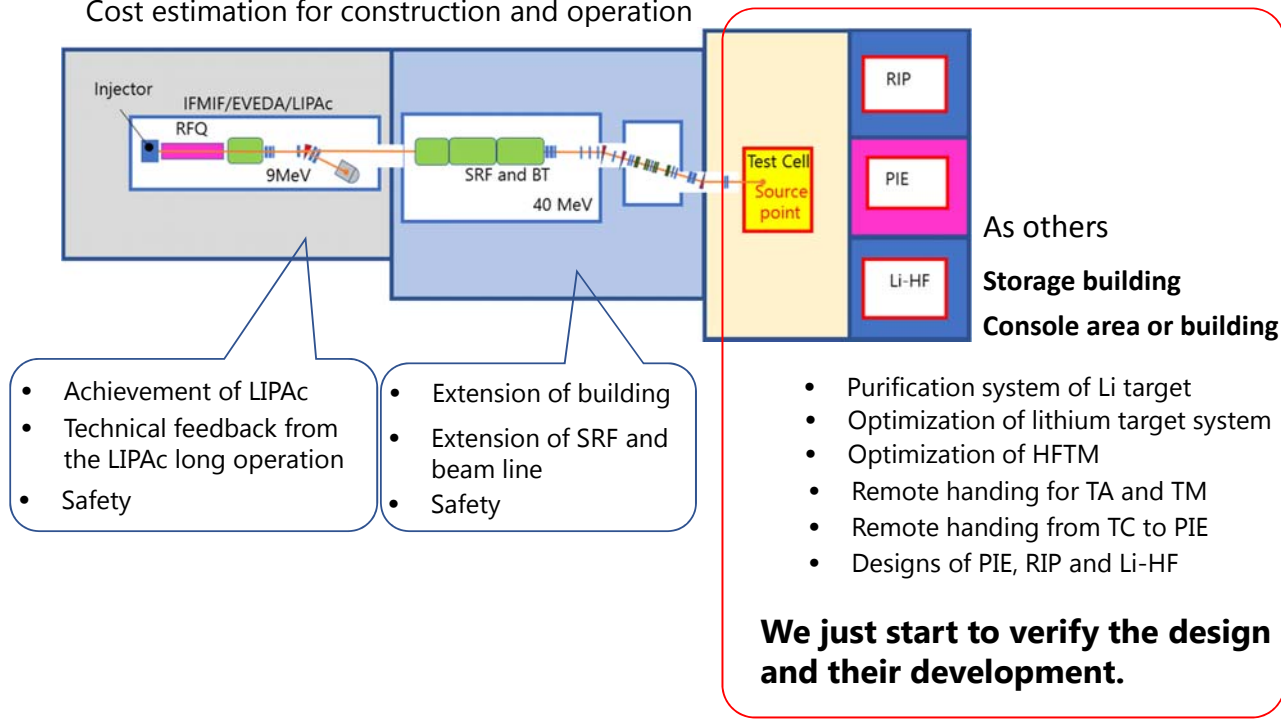 Cost estimation for construction and operation
Injector
IFMIF/EVEDA/LIPAc
RFQ
9MeV
SRF and BT
40 MeV
Test Cell
Source
point
RIP
PIE
Li-HF
As others
Storage building
Console area or building
• Achievement of LIPAc
• Technical feedback from
the LIPAc long operation
• Safety
• Extension of building
• Extension of SRF and
beam line
• Safety
• Purification system of Li target
• Optimization of lithium target system
• Optimization of HFTM
• Remote handing for TA and TM
• Remote handing from TC to PIE
• Designs of PIE, RIP and Li-HF
We just start to verify the design
and their development.